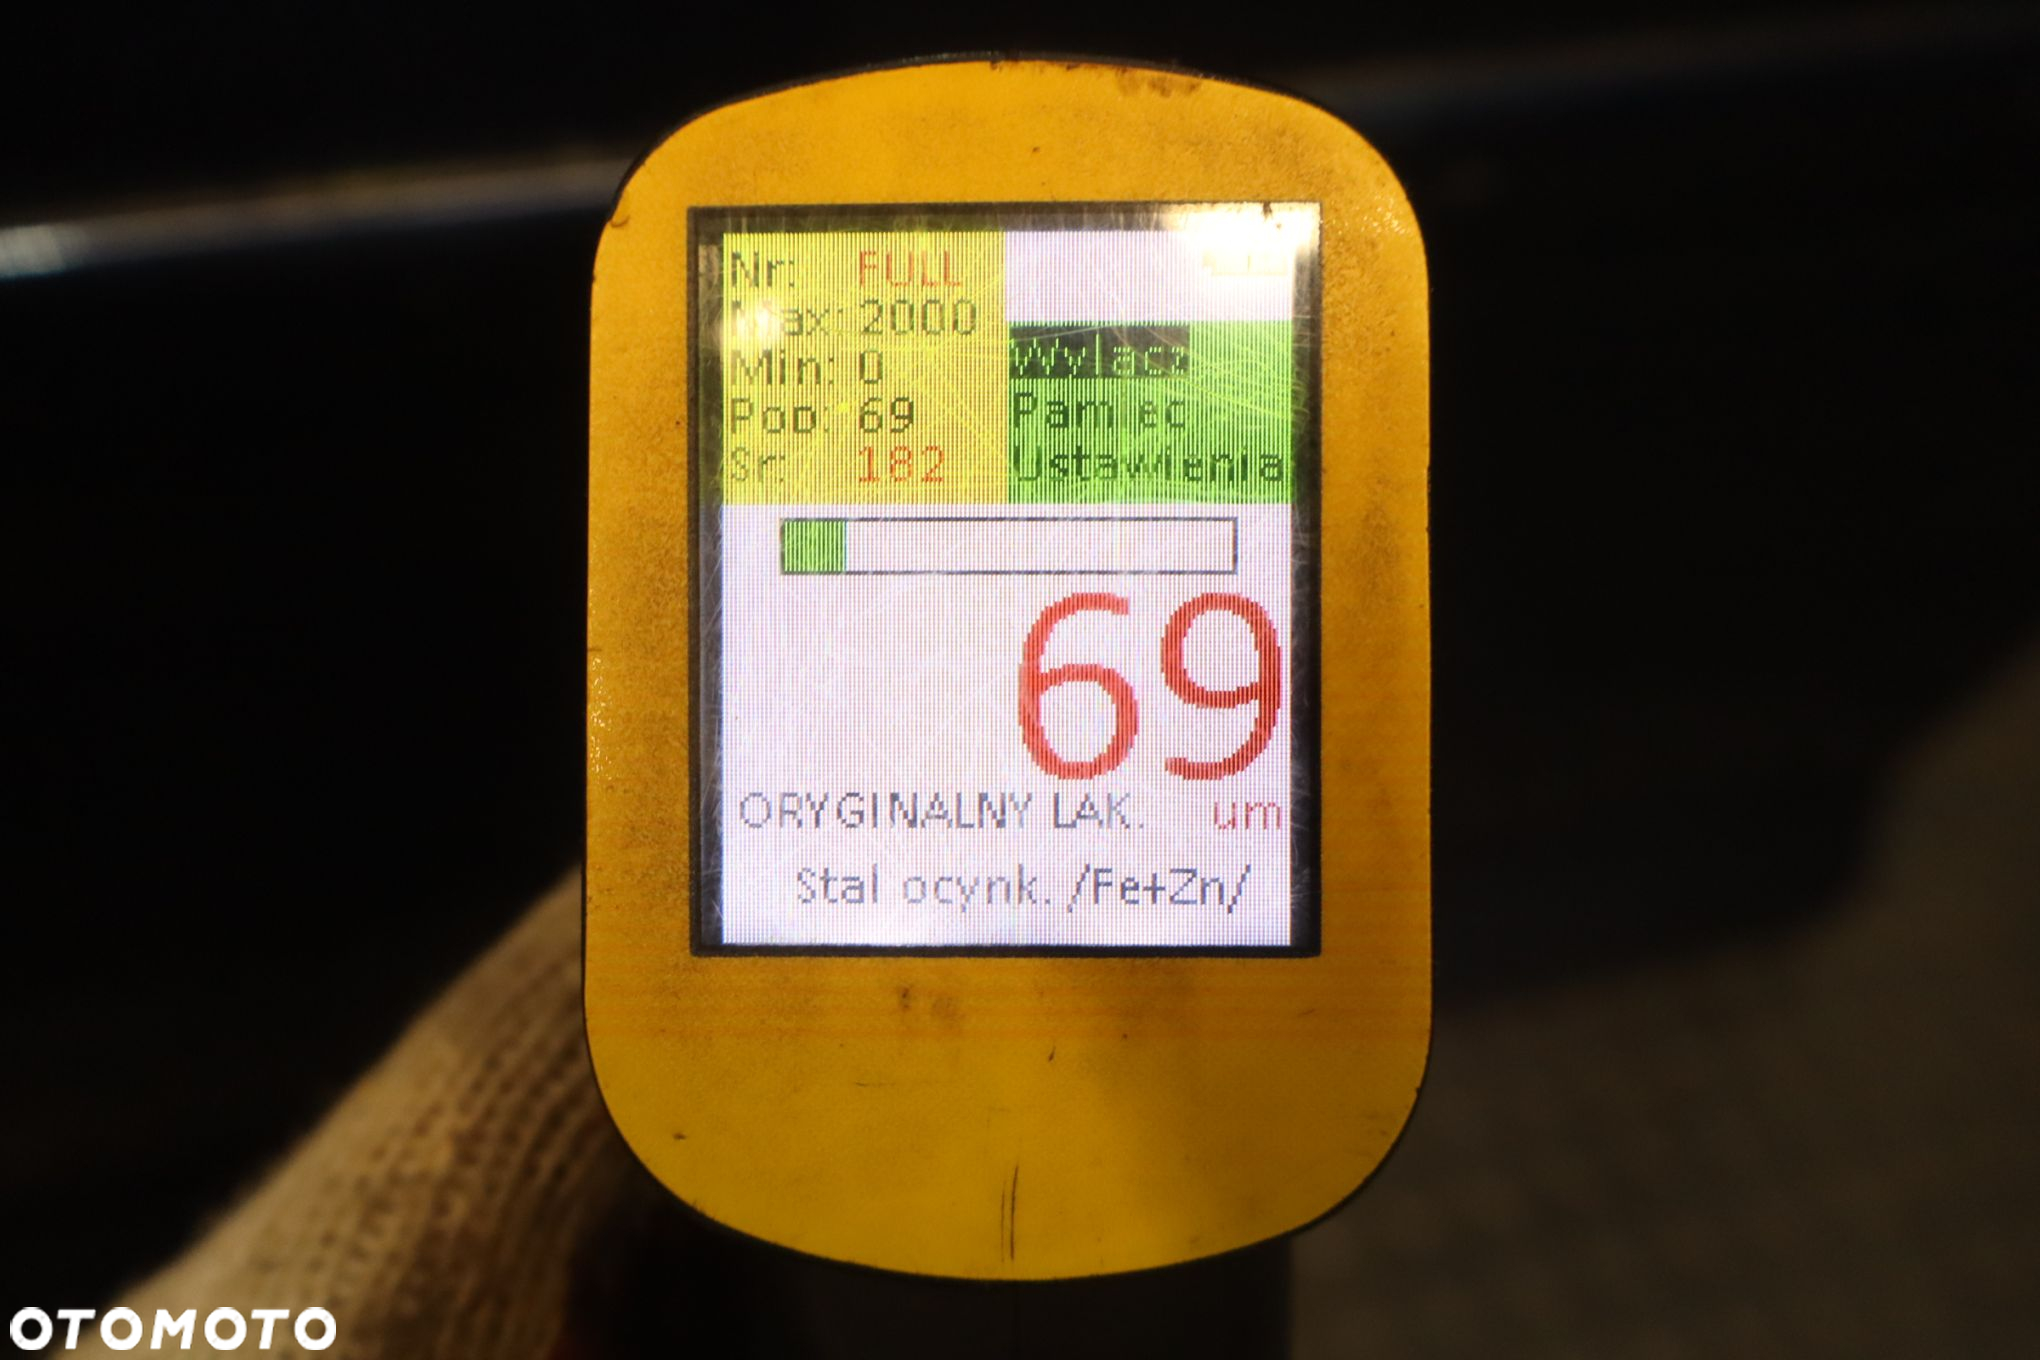 Nr: FULL
Max: 2000
Min: 0
Pop: 69
Sr: 182
Wylacz
Pamiec
Ustawienia
69
ORYGINALNY LAK. um
Stal ocynk. /Fe+Zn/
OTOMOTO